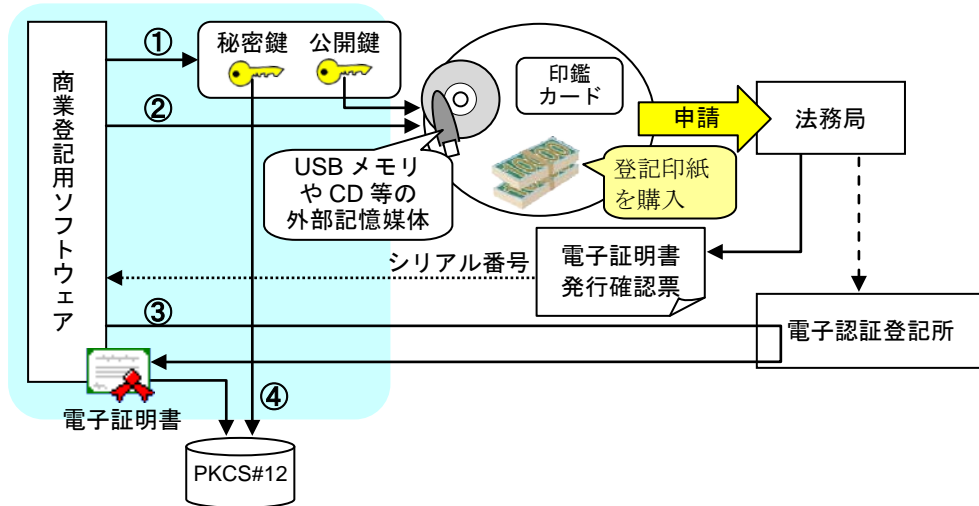 商業登記用ソフトウェア
①
秘密鍵
公開鍵
②
印鑑
カード
申請
法務局
USB メモリ
や CD 等の
外部記憶媒体
登記印紙
を購入
シリアル番号
電子証明書
発行確認票
③
電子認証登記所
電子証明書
④
PKCS#12